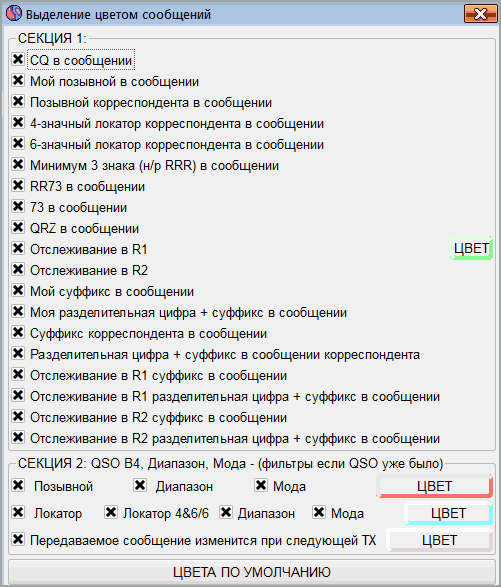 Выделение цветом сообщений
СЕКЦИЯ 1:
CQ в сообщении
Мой позывной в сообщении
Позывной корреспондента в сообщении
4-значный локатор корреспондента в сообщении
6-значный локатор корреспондента в сообщении
Минимум 3 знака (н/р RRR) в сообщении
RR73 в сообщении
73 в сообщении
QRZ в сообщении
Отслеживание в R1 ЦВЕТ
Отслеживание в R2
Мой суффикс в сообщении
Моя разделительная цифра + суффикс в сообщении
Суффикс корреспондента в сообщении
Разделительная цифра + суффикс в сообщении корреспондента
Отслеживание в R1 суффикс в сообщении
Отслеживание в R1 разделительная цифра + суффикс в сообщении
Отслеживание в R2 суффикс в сообщении
Отслеживание в R2 разделительная цифра + суффикс в сообщении
СЕКЦИЯ 2: QSO B4, Диапазон, Мода - (фильтры если QSO уже было)
Позывной Диапазон Мода ЦВЕТ
Локатор Локатор 4&6/6 Диапазон Мода ЦВЕТ
Передаваемое сообщение изменится при следующей TX ЦВЕТ
ЦВЕТА ПО УМОЛЧАНИЮ